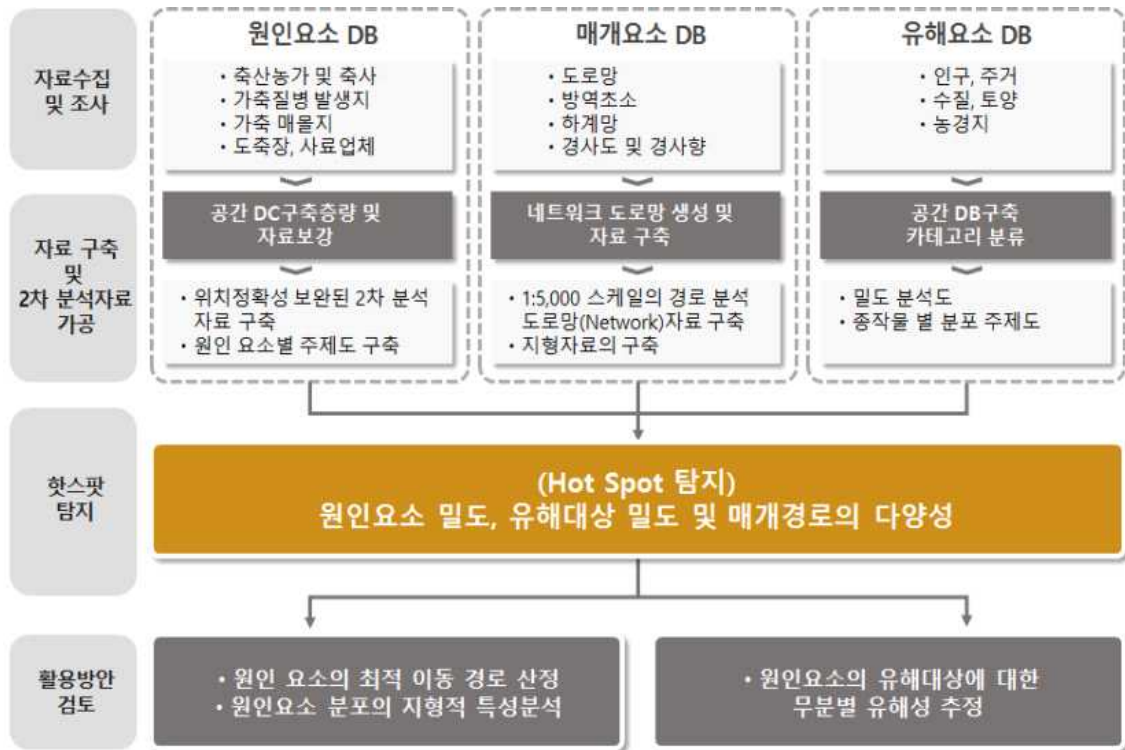 자료수집
및 조사
원인요소 DB
• 축산농가 및 축사
• 가축질병 발생지
• 가축 매몰지
• 도축장, 사료업체
매개요소 DB
• 도로망
• 방역초소
• 하계망
• 경사도 및 경사향
유해요소 DB
• 인구, 주거
• 수질, 토양
• 농경지
자료 구축
및
2차 분석자료
가공
공간 DC구축증량 및
자료보강
• 위치정확성 보완된 2차 분석
자료 구축
• 원인 요소별 주제도 구축
네트워크 도로망 생성 및
자료 구축
• 1:5,000 스케일의 경로 분석
도로망(Network)자료 구축
• 지형자료의 구축
공간 DB구축
카테고리 분류
• 밀도 분석도
• 종작물 별 분포 주제도
핫스팟
탐지
(Hot Spot 탐지)
원인요소 밀도, 유해대상 밀도 및 매개경로의 다양성
활용방안
검토
• 원인 요소의 최적 이동 경로 산정
• 원인요소 분포의 지형적 특성분석
• 원인요소의 유해대상에 대한
무분별 유해성 추정